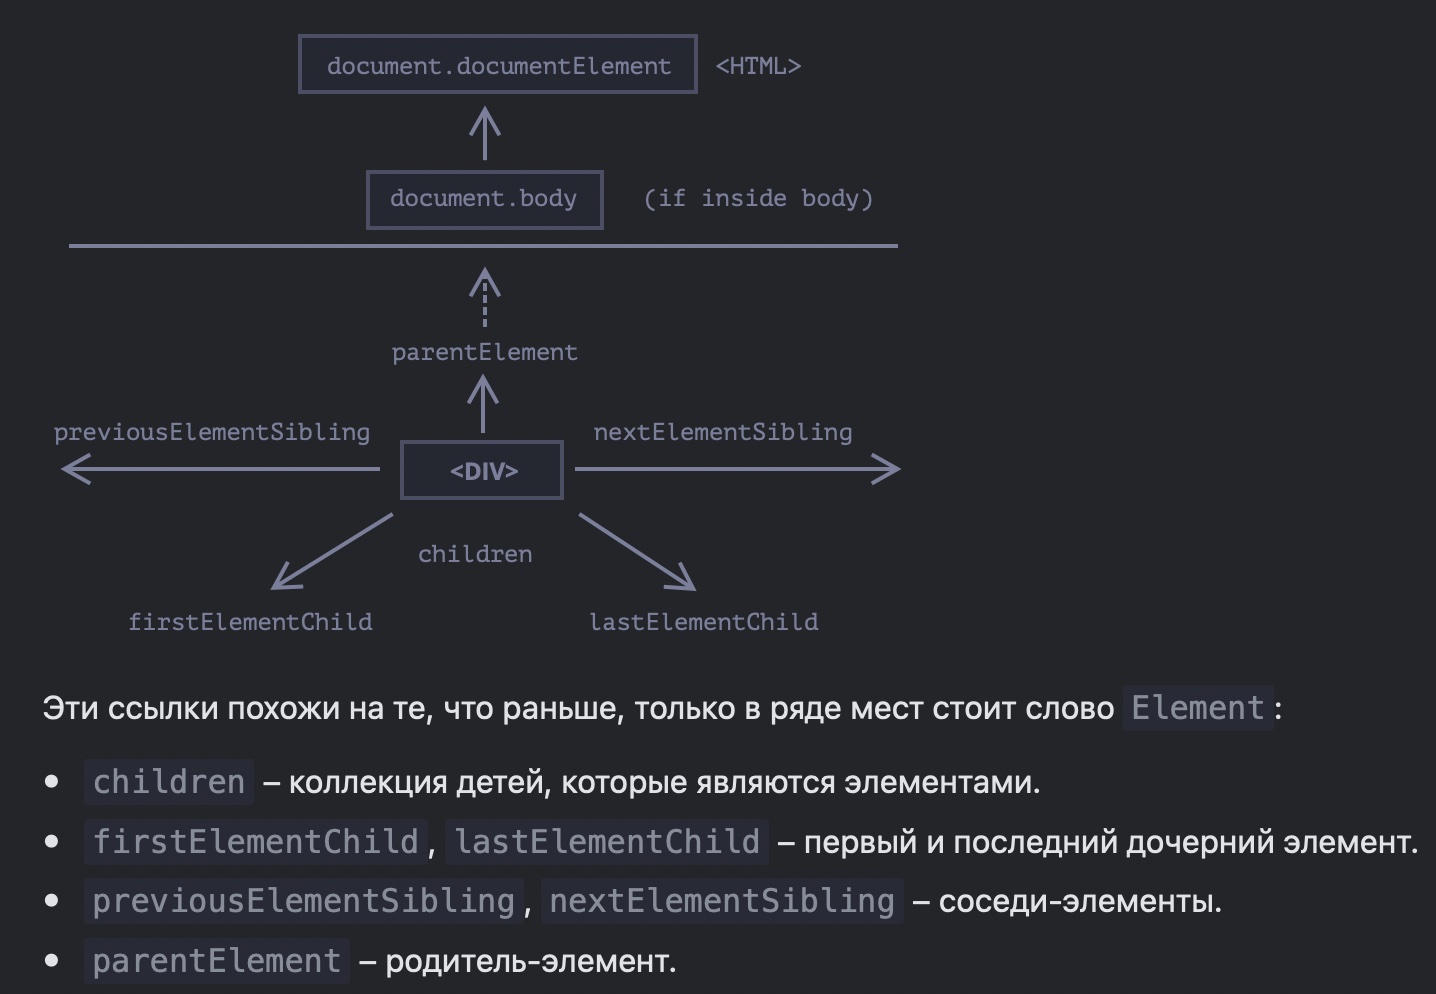 document.documentElement <HTML>
document.body (if inside body)
parentElement
previousElementSibling nextElementSibling
<DIV>
children
firstElementChild lastElementChild
Эти ссылки похожи на те, что раньше, только в ряде мест стоит слово Element:
• children – коллекция детей, которые являются элементами.
• firstElementChild, lastElementChild – первый и последний дочерний элемент.
• previousElementSibling, nextElementSibling – соседи-элементы.
• parentElement – родитель-элемент.